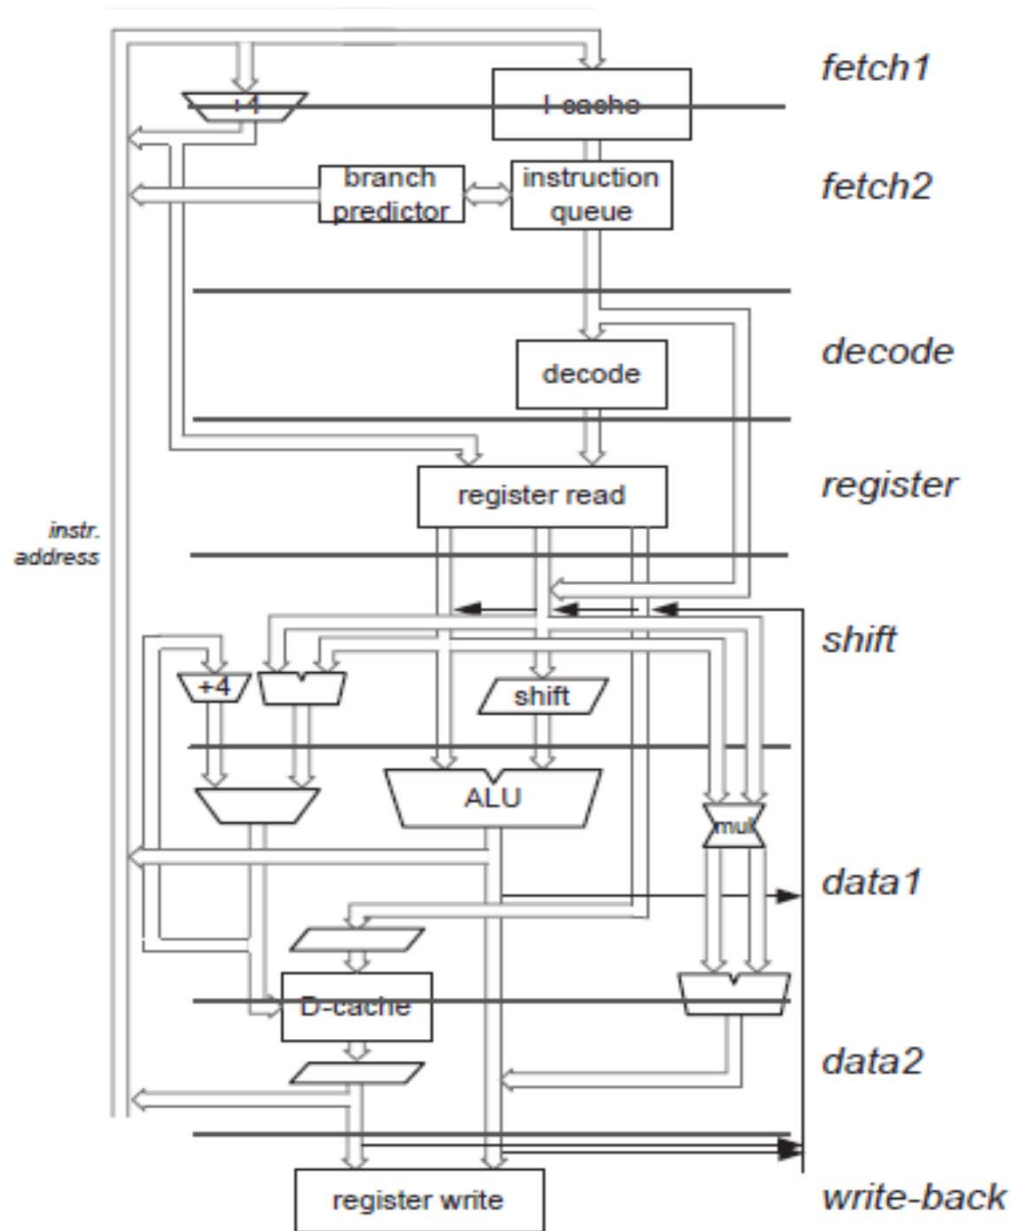 fetch1
+4
I-cache
branch
predictor
instruction
queue
fetch2
decode
decode
register read
register
instr.
address
shift
+4
shift
ALU
mul
data1
D-cache
data2
register write
write-back